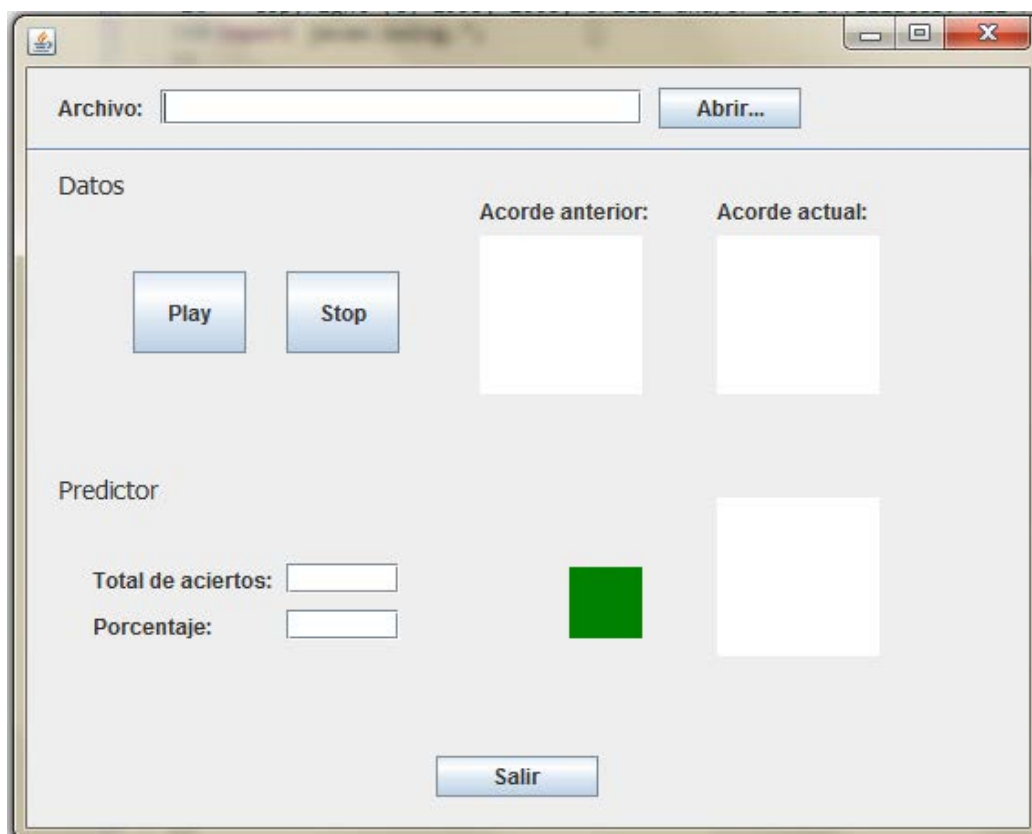 Archivo: Abrir...
Datos
Acorde anterior: Acorde actual:
Play Stop
Predictor
Total de aciertos:
Porcentaje:
Salir